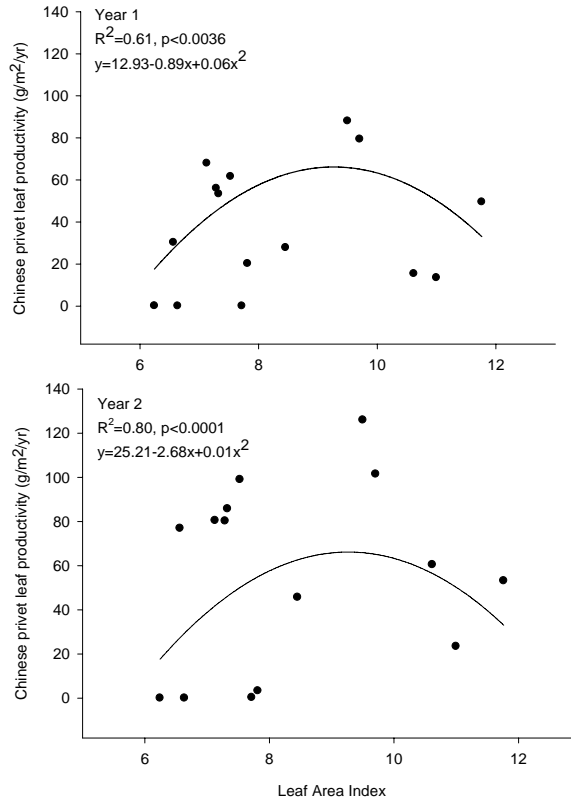 Year 1
R²=0.61, p<0.0036
y=12.93-0.89x+0.06x²
Chinese privet leaf productivity (g/m²/yr)
140
120
100
80
60
40
20
0
6 8 10 12
Year 2
R²=0.80, p<0.0001
y=25.21-2.68x+0.01x²
Chinese privet leaf productivity (g/m²/yr)
140
120
100
80
60
40
20
0
6 8 10 12
Leaf Area Index